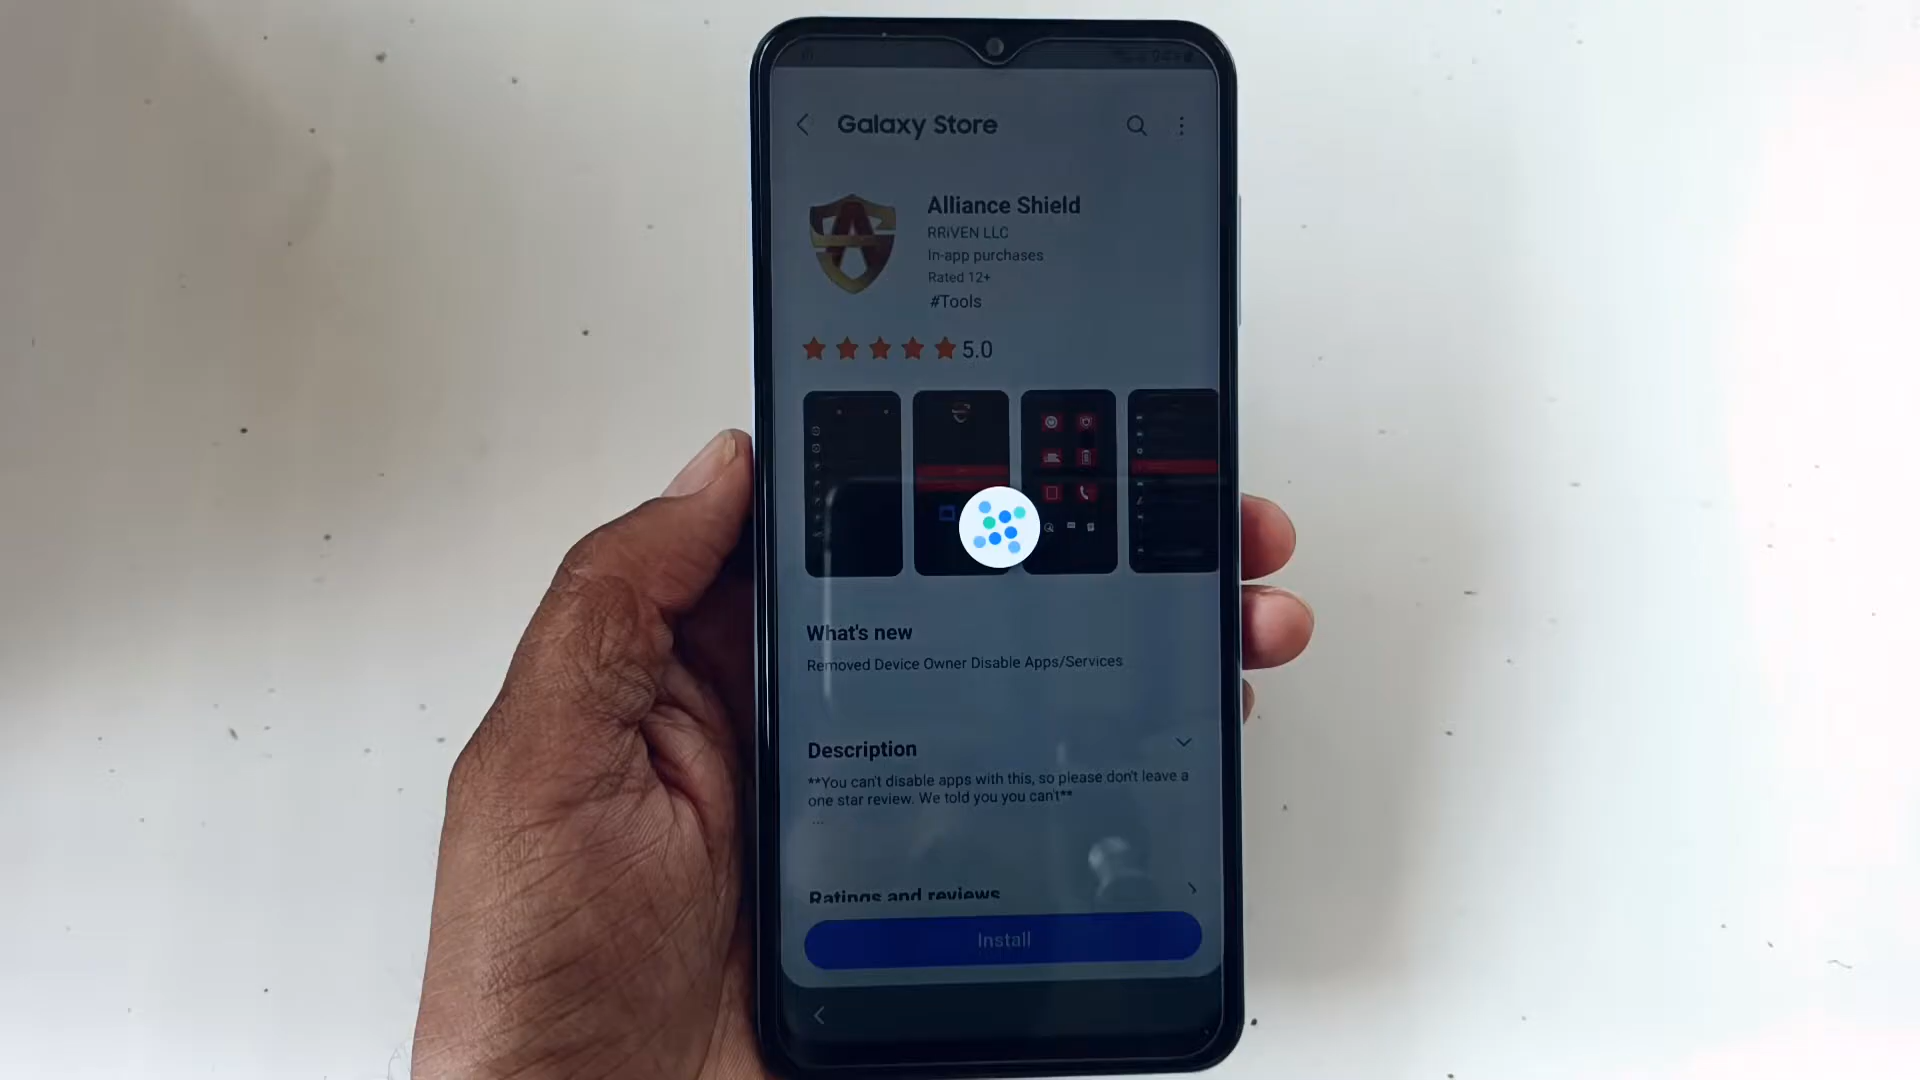 Galaxy Store
Alliance Shield
RRiVEN LLC
In-app purchases
Rated 12+
#Tools
5.0
What's new
Removed Device Owner Disable Apps/Services
Description
**You can't disable apps with this, so please don't leave a
one star review. We told you you can't**
...
Ratings and reviews
Install